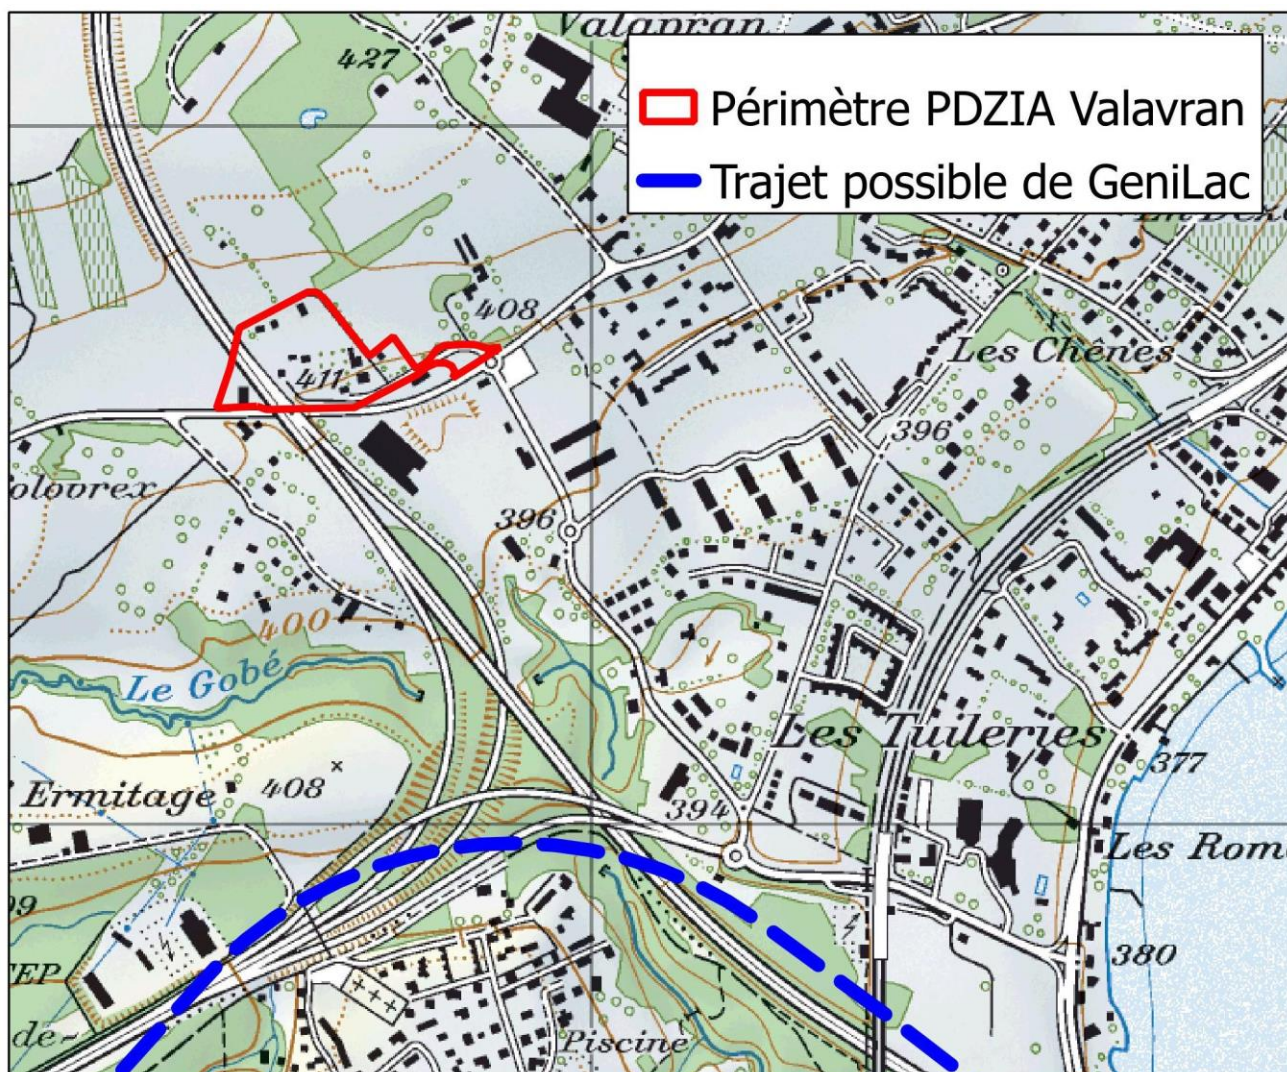 Valavran
427
Périmètre PDZIA Valavran
Trajet possible de GeniLac
408
411
Les Chênes
396
396
400
Le Gobé
Les Tuileries
377
Ermitage
408
394
Les Rom
380
Piscine